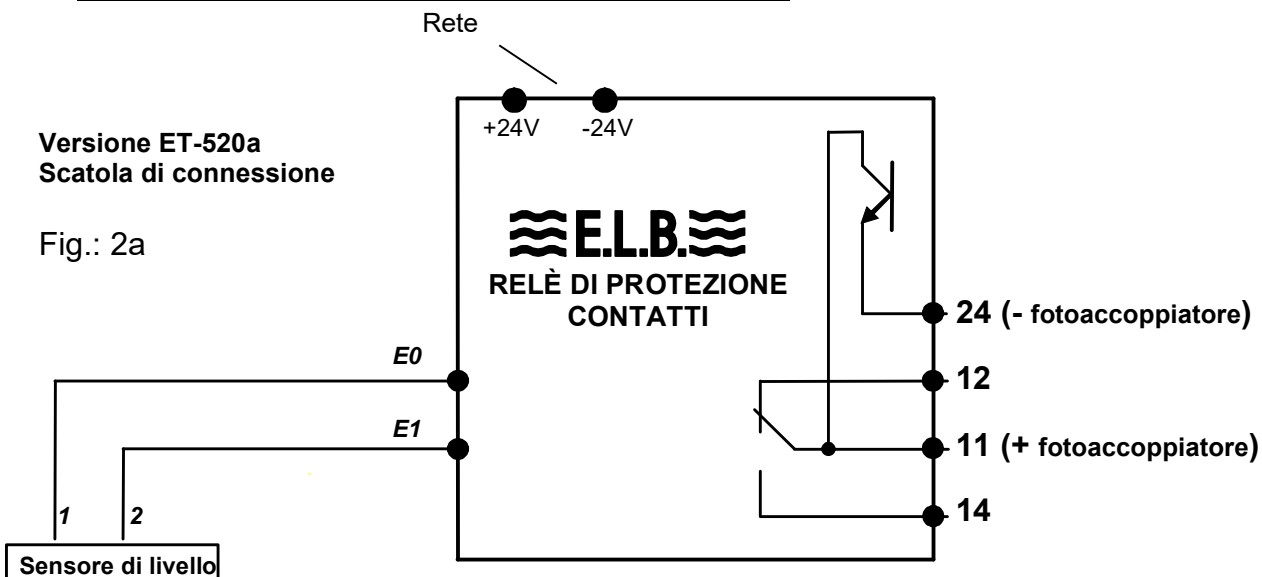 Rete
+24V -24V
Versione ET-520a
Scatola di connessione
Fig.: 2a
E.L.B.
RELÈ DI PROTEZIONE
CONTATTI
24 (- fotoaccoppiatore)
E0
12
E1
11 (+ fotoaccoppiatore)
14
1 2
Sensore di livello